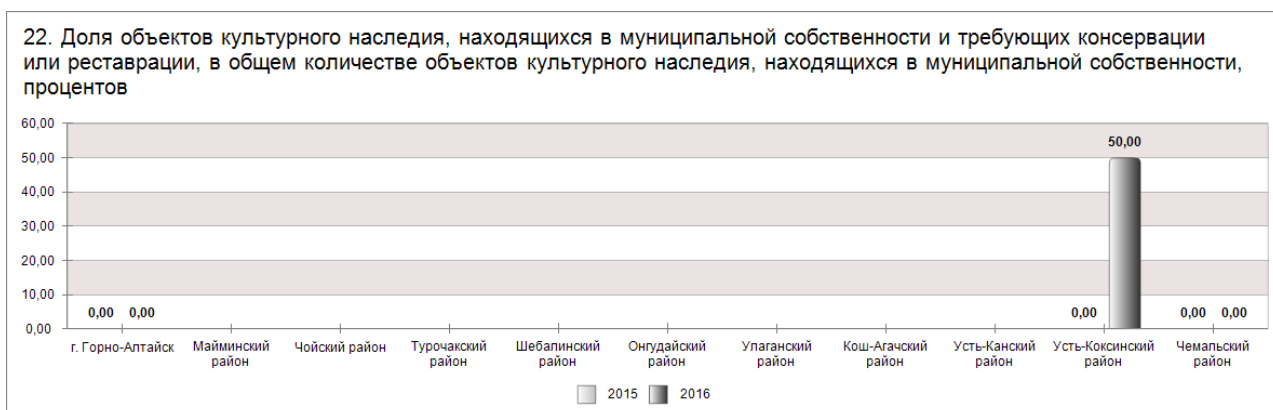 22. Доля объектов культурного наследия, находящихся в муниципальной собственности и требующих консервации
или реставрации, в общем количестве объектов культурного наследия, находящихся в муниципальной собственности,
процентов
60,00
50,00
40,00
30,00
20,00
10,00
0,00
0,00 0,00
0,00
50,00
0,00 0,00
г. Горно-Алтайск
Майминский
район
Чойский район
Турочакский
район
Шебалинский
район
Онгудайский
район
Улаганский
район
Кош-Агачский
район
Усть-Канский
район
Усть-Коксинский
район
Чемальский
район
2015 2016